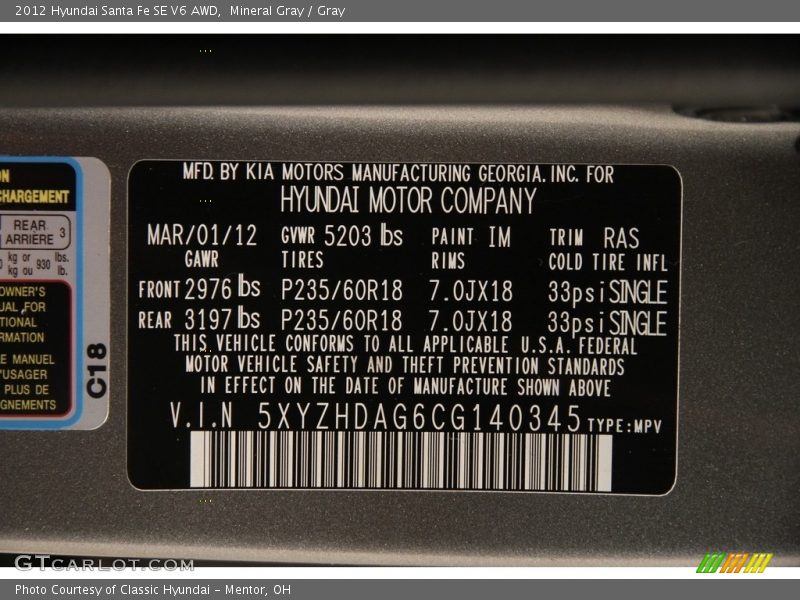 2012 Hyundai Santa Fe SE V6 AWD, Mineral Gray / Gray
MFD. BY KIA MOTORS MANUFACTURING GEORGIA. INC. FOR
HYUNDAI MOTOR COMPANY
MAR/01/12 GVWR 5203 lbs PAINT IM TRIM RAS
GAWR TIRES RIMS COLD TIRE INFL
FRONT 2976 lbs P235/60R18 7.0JX18 33psi SINGLE
REAR 3197 lbs P235/60R18 7.0JX18 33psi SINGLE
THIS VEHICLE CONFORMS TO ALL APPLICABLE U.S.A. FEDERAL
MOTOR VEHICLE SAFETY AND THEFT PREVENTION STANDARDS
IN EFFECT ON THE DATE OF MANUFACTURE SHOWN ABOVE
V.I.N 5XYZHDAG6CG140345 TYPE:MPV
CHARGEMENT
REAR
ARRIERE 3
kg or 930 lbs.
kg ou lb.
OWNER'S
FOR
MANUEL
PLUS DE
C18
GTCARLOT.COM
Photo Courtesy of Classic Hyundai - Mentor, OH